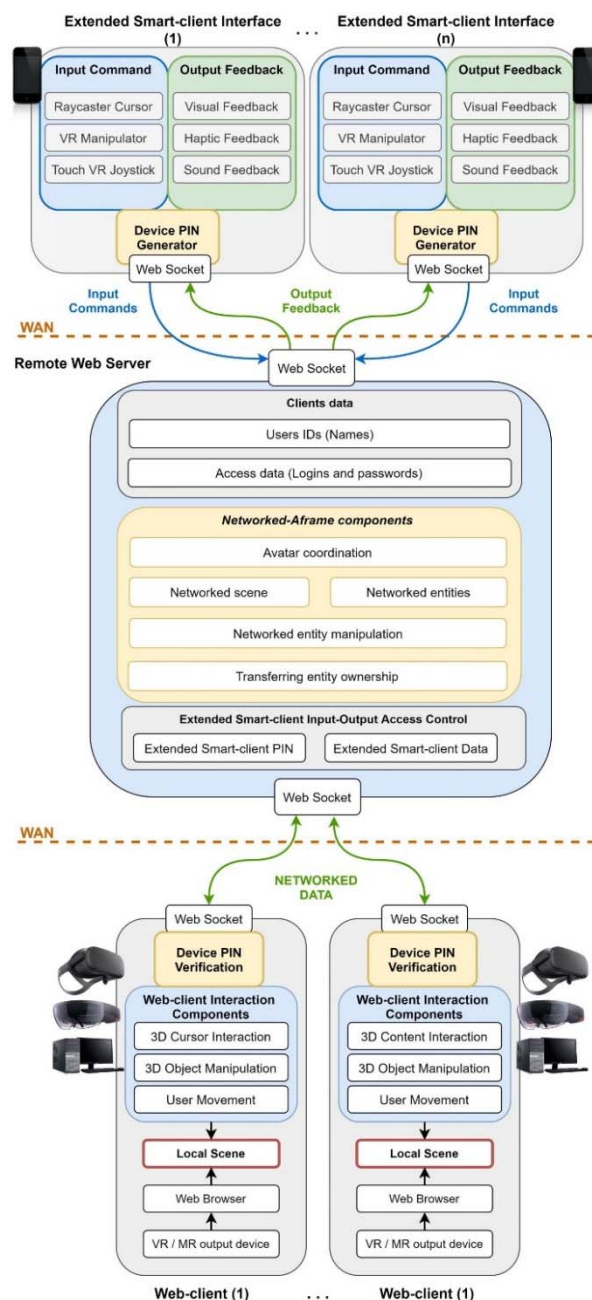 Extended Smart-client Interface
(1)
. . .
Extended Smart-client Interface
(n)
Input Command
Output Feedback
Raycaster Cursor
Visual Feedback
VR Manipulator
Haptic Feedback
Touch VR Joystick
Sound Feedback
Device PIN
Generator
Web Socket
Input Command
Output Feedback
Raycaster Cursor
Visual Feedback
VR Manipulator
Haptic Feedback
Touch VR Joystick
Sound Feedback
Device PIN
Generator
Web Socket
Input
Commands
Output
Feedback
Input
Commands
WAN
Remote Web Server
Web Socket
Clients data
Users IDs (Names)
Access data (Logins and passwords)
Networked-Aframe components
Avatar coordination
Networked scene
Networked entities
Networked entity manipulation
Transferring entity ownership
Extended Smart-client Input-Output Access Control
Extended Smart-client PIN
Extended Smart-client Data
Web Socket
WAN
NETWORKED
DATA
Web Socket
Device PIN
Verification
Web-client Interaction
Components
3D Cursor Interaction
3D Object Manipulation
User Movement
Local Scene
Web Browser
VR / MR output device
Web-client (1)
. . .
Web Socket
Device PIN
Verification
Web-client Interaction
Components
3D Content Interaction
3D Object Manipulation
User Movement
Local Scene
Web Browser
VR / MR output device
Web-client (1)